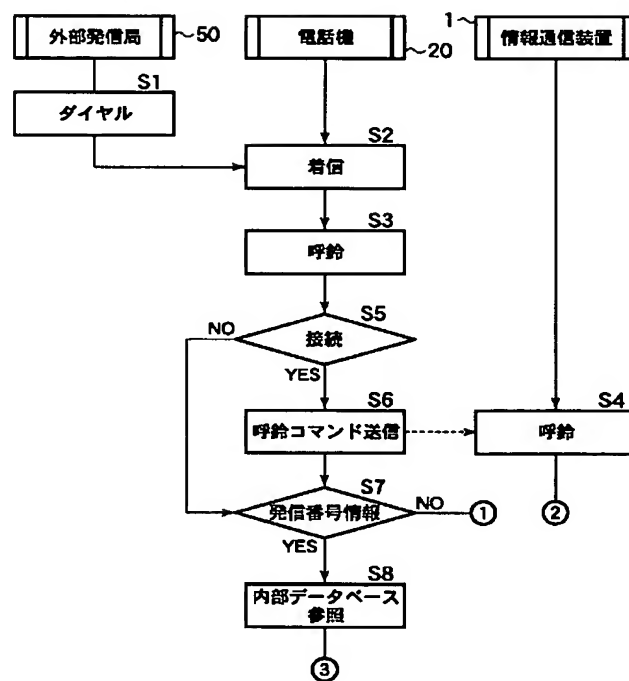 外部発信局
50
電話機
20
1
情報通信装置
S1
ダイヤル
S2
着信
S3
呼鈴
S5
NO
接続
YES
S6
呼鈴コマンド送信
S4
呼鈴
S7
発信番号情報
NO
①
②
YES
S8
内部データベース
参照
③